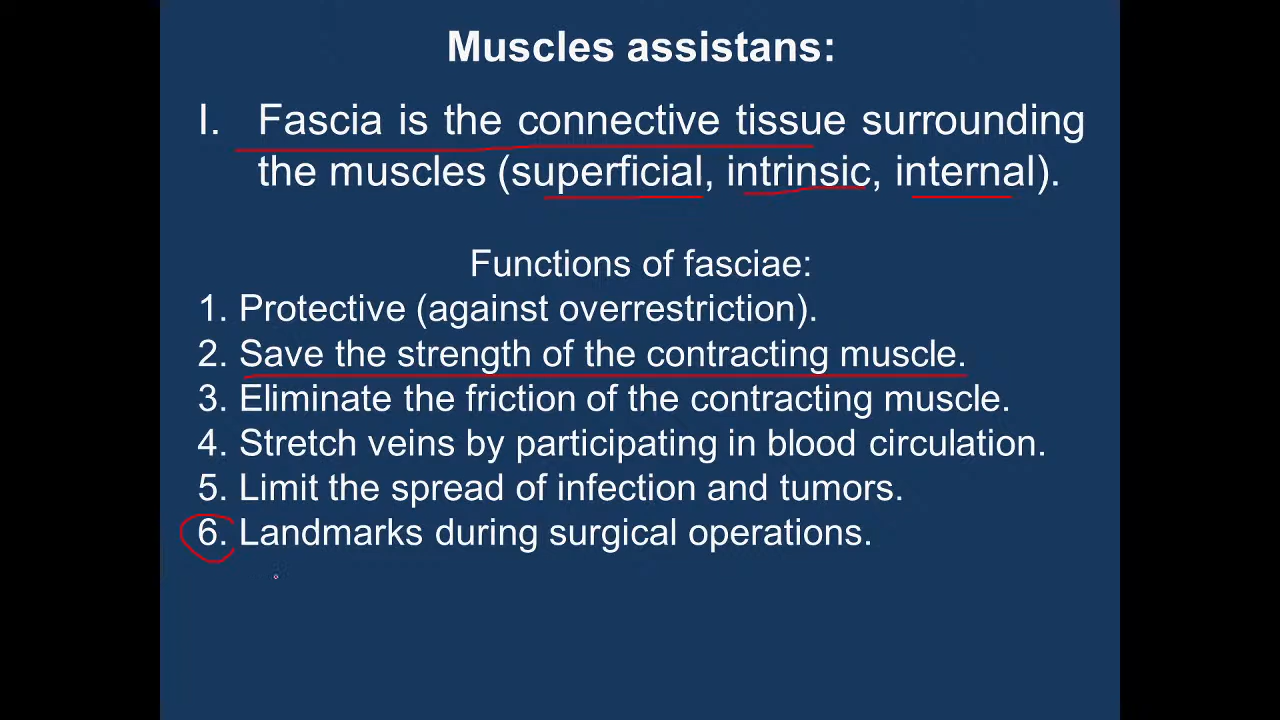 Muscles assistans:
I. Fascia is the connective tissue surrounding
the muscles (superficial, intrinsic, internal).
Functions of fasciae:
1. Protective (against overrestriction).
2. Save the strength of the contracting muscle.
3. Eliminate the friction of the contracting muscle.
4. Stretch veins by participating in blood circulation.
5. Limit the spread of infection and tumors.
6. Landmarks during surgical operations.